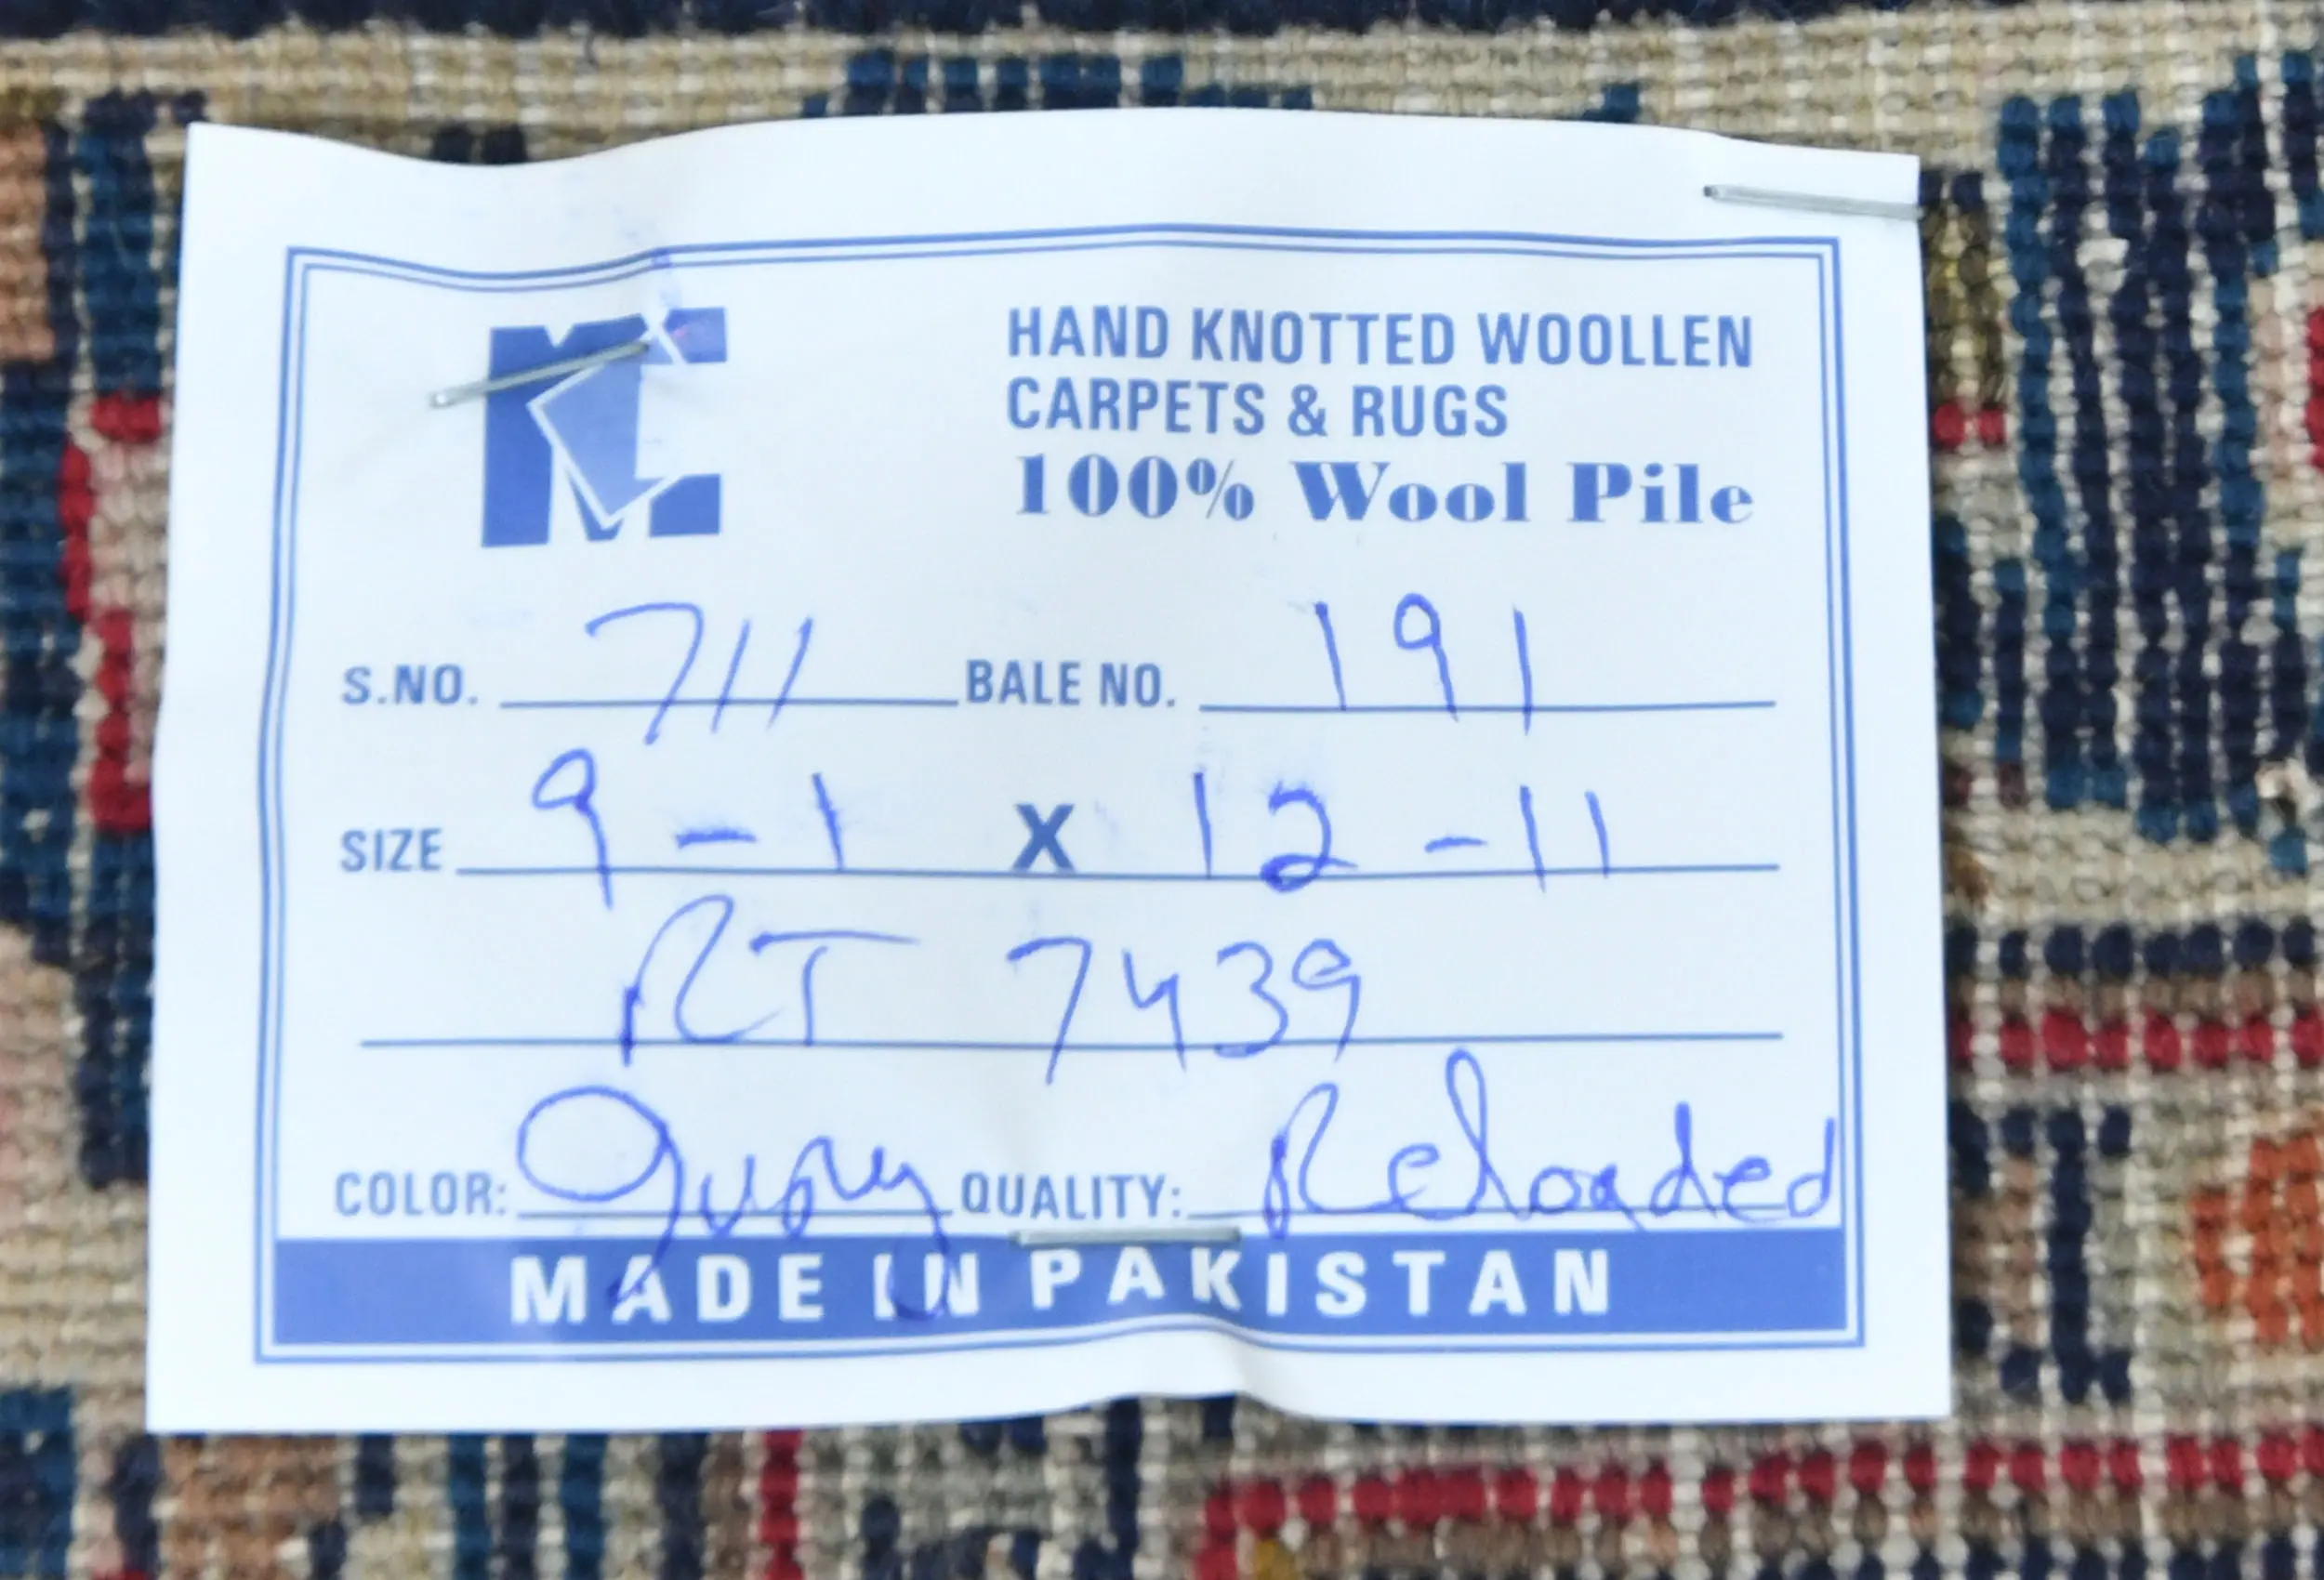 HAND KNOTTED WOOLLEN
CARPETS & RUGS
100% Wool Pile
S.NO. 711 BALE NO. 191
SIZE 9-1 X 12-11
RT 7439
COLOR: QUALITY: Reloaded
MADE IN PAKISTAN